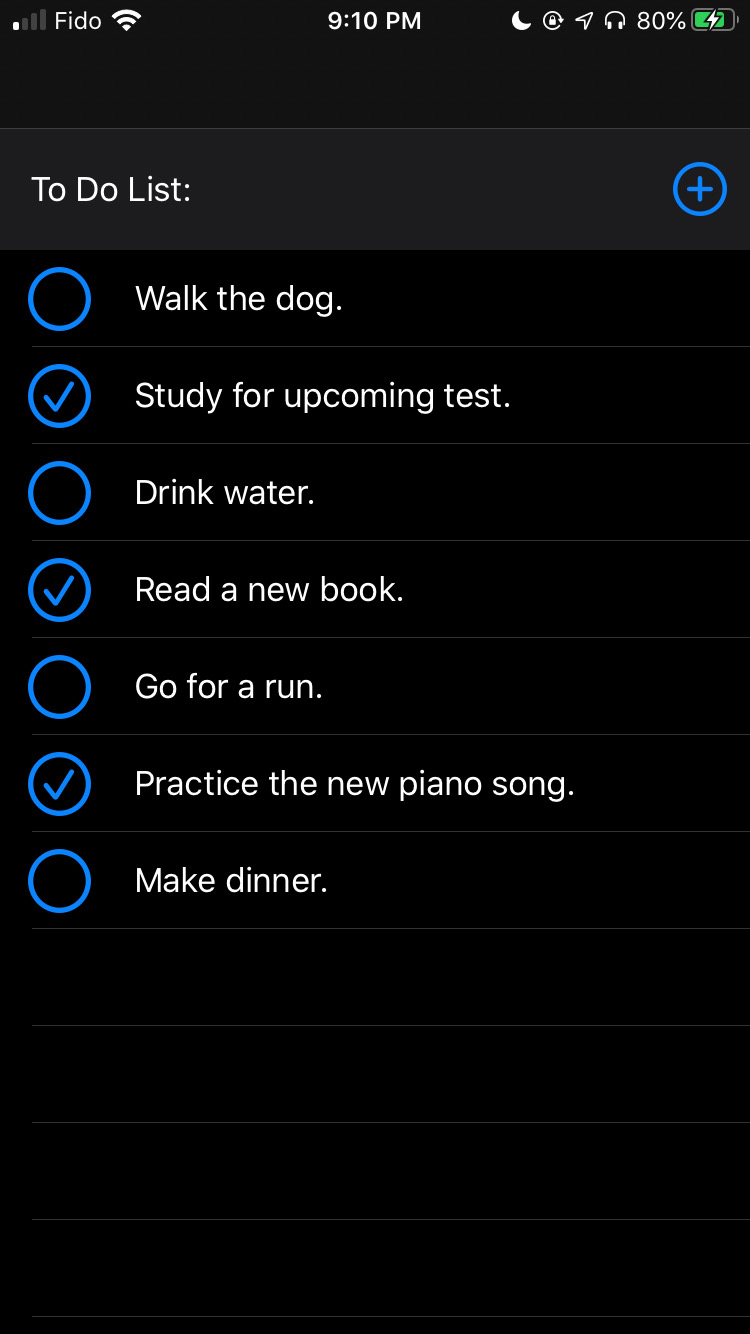 Fido 9:10 PM 80%
To Do List:
Walk the dog.
Study for upcoming test.
Drink water.
Read a new book.
Go for a run.
Practice the new piano song.
Make dinner.